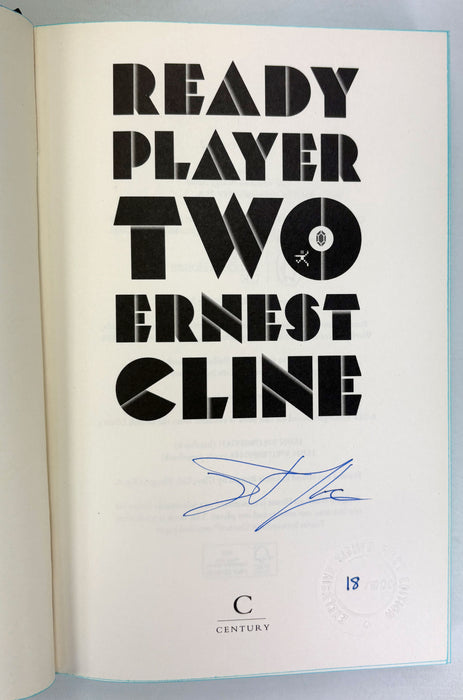 READY
PLAYER
TWO
ERNEST
CLINE
18
C
CENTURY